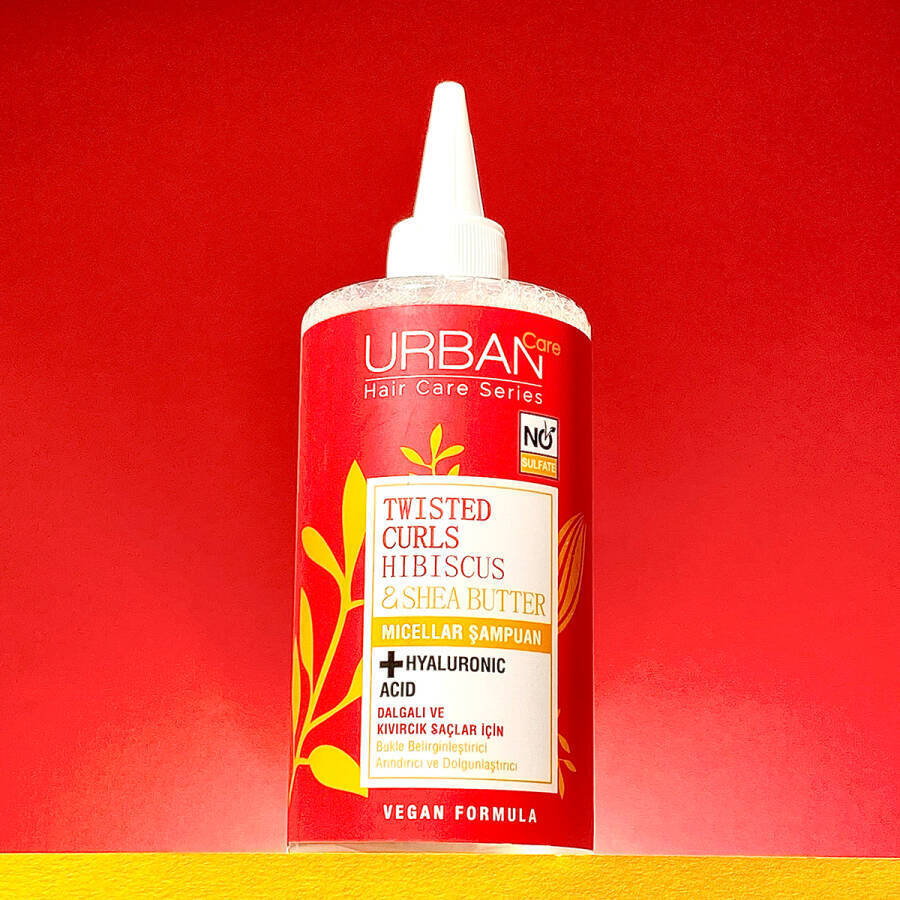 URBAN Care
Hair Care Series
NO
SULFATE
TWISTED
CURLS
HIBISCUS
& SHEA BUTTER
MICELLAR ŞAMPUAN
+HYALURONIC
ACID
DALGALI VE
KIVIRCIK SAÇLAR İÇİN
Bukle Belirginleştirici
Arındırıcı ve Dolgunlaştırıcı
VEGAN FORMULA